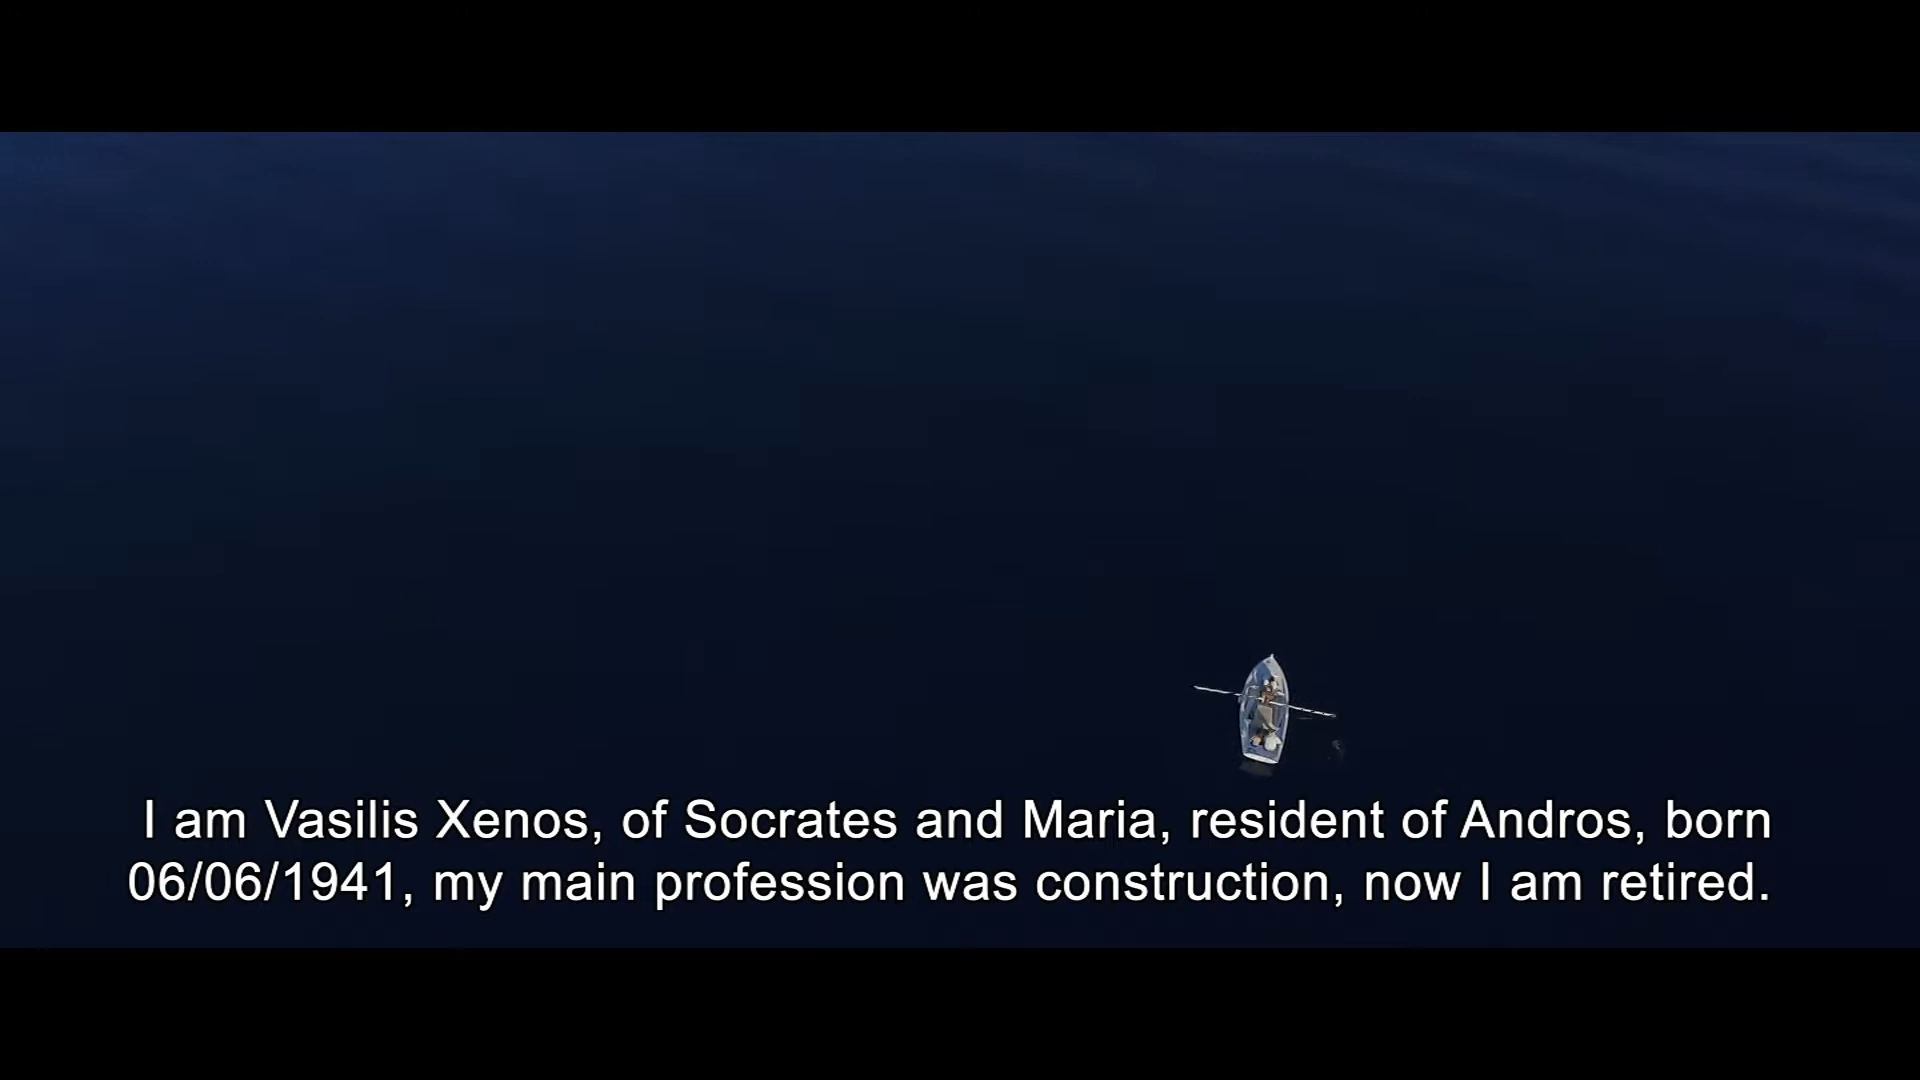 I am Vasilis Xenos, of Socrates and Maria, resident of Andros, born
06/06/1941, my main profession was construction, now I am retired.